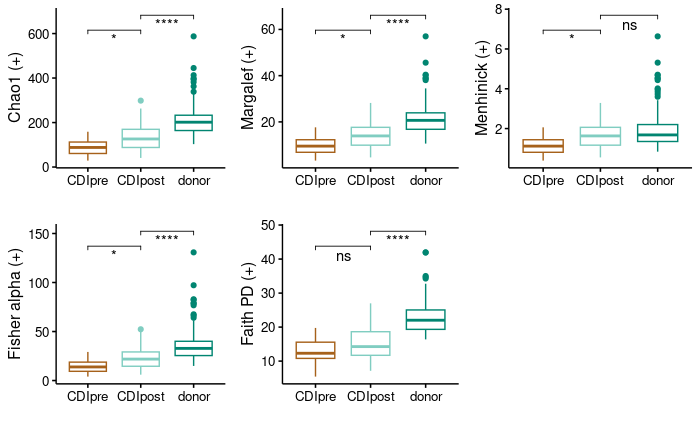 Chao1 (+)
600
400
200
0
*
****
CDIpre
CDIpost
donor
Margalef (+)
60
40
20
*
****
CDIpre
CDIpost
donor
Menhinick (+)
8
6
4
2
*
ns
CDIpre
CDIpost
donor
Fisher alpha (+)
150
100
50
0
*
****
CDIpre
CDIpost
donor
Faith PD (+)
50
40
30
20
10
ns
****
CDIpre
CDIpost
donor